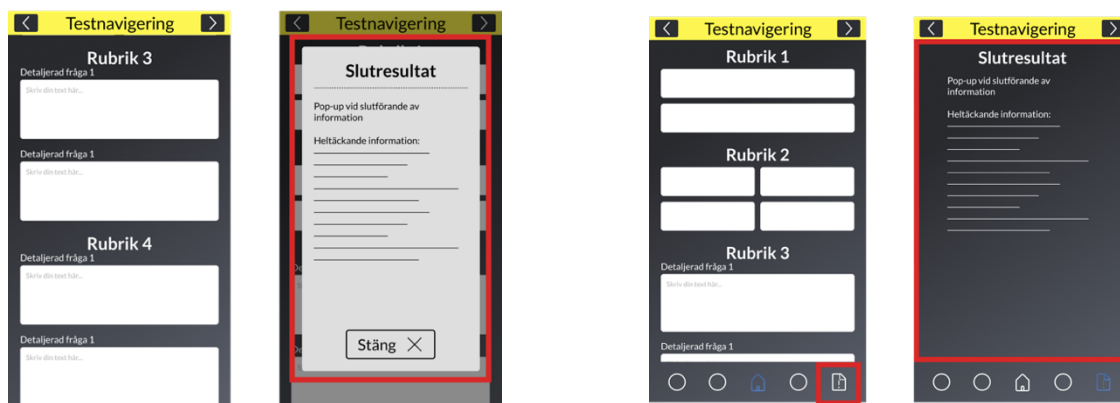 Testnavigering
Rubrik 3
Detaljerad fråga 1
Skriv din text här...
Detaljerad fråga 1
Skriv din text här...
Rubrik 4
Detaljerad fråga 1
Skriv din text här...
Detaljerad fråga 1
Skriv din text här...
Testnavigering
Slutresultat
Pop-up vid slutförande av
information
Heltäckande information:
Stäng
Testnavigering
Rubrik 1
Rubrik 2
Rubrik 3
Detaljerad fråga 1
Skriv din text här...
Detaljerad fråga 1
Testnavigering
Slutresultat
Pop-up vid slutförande av
information
Heltäckande information: